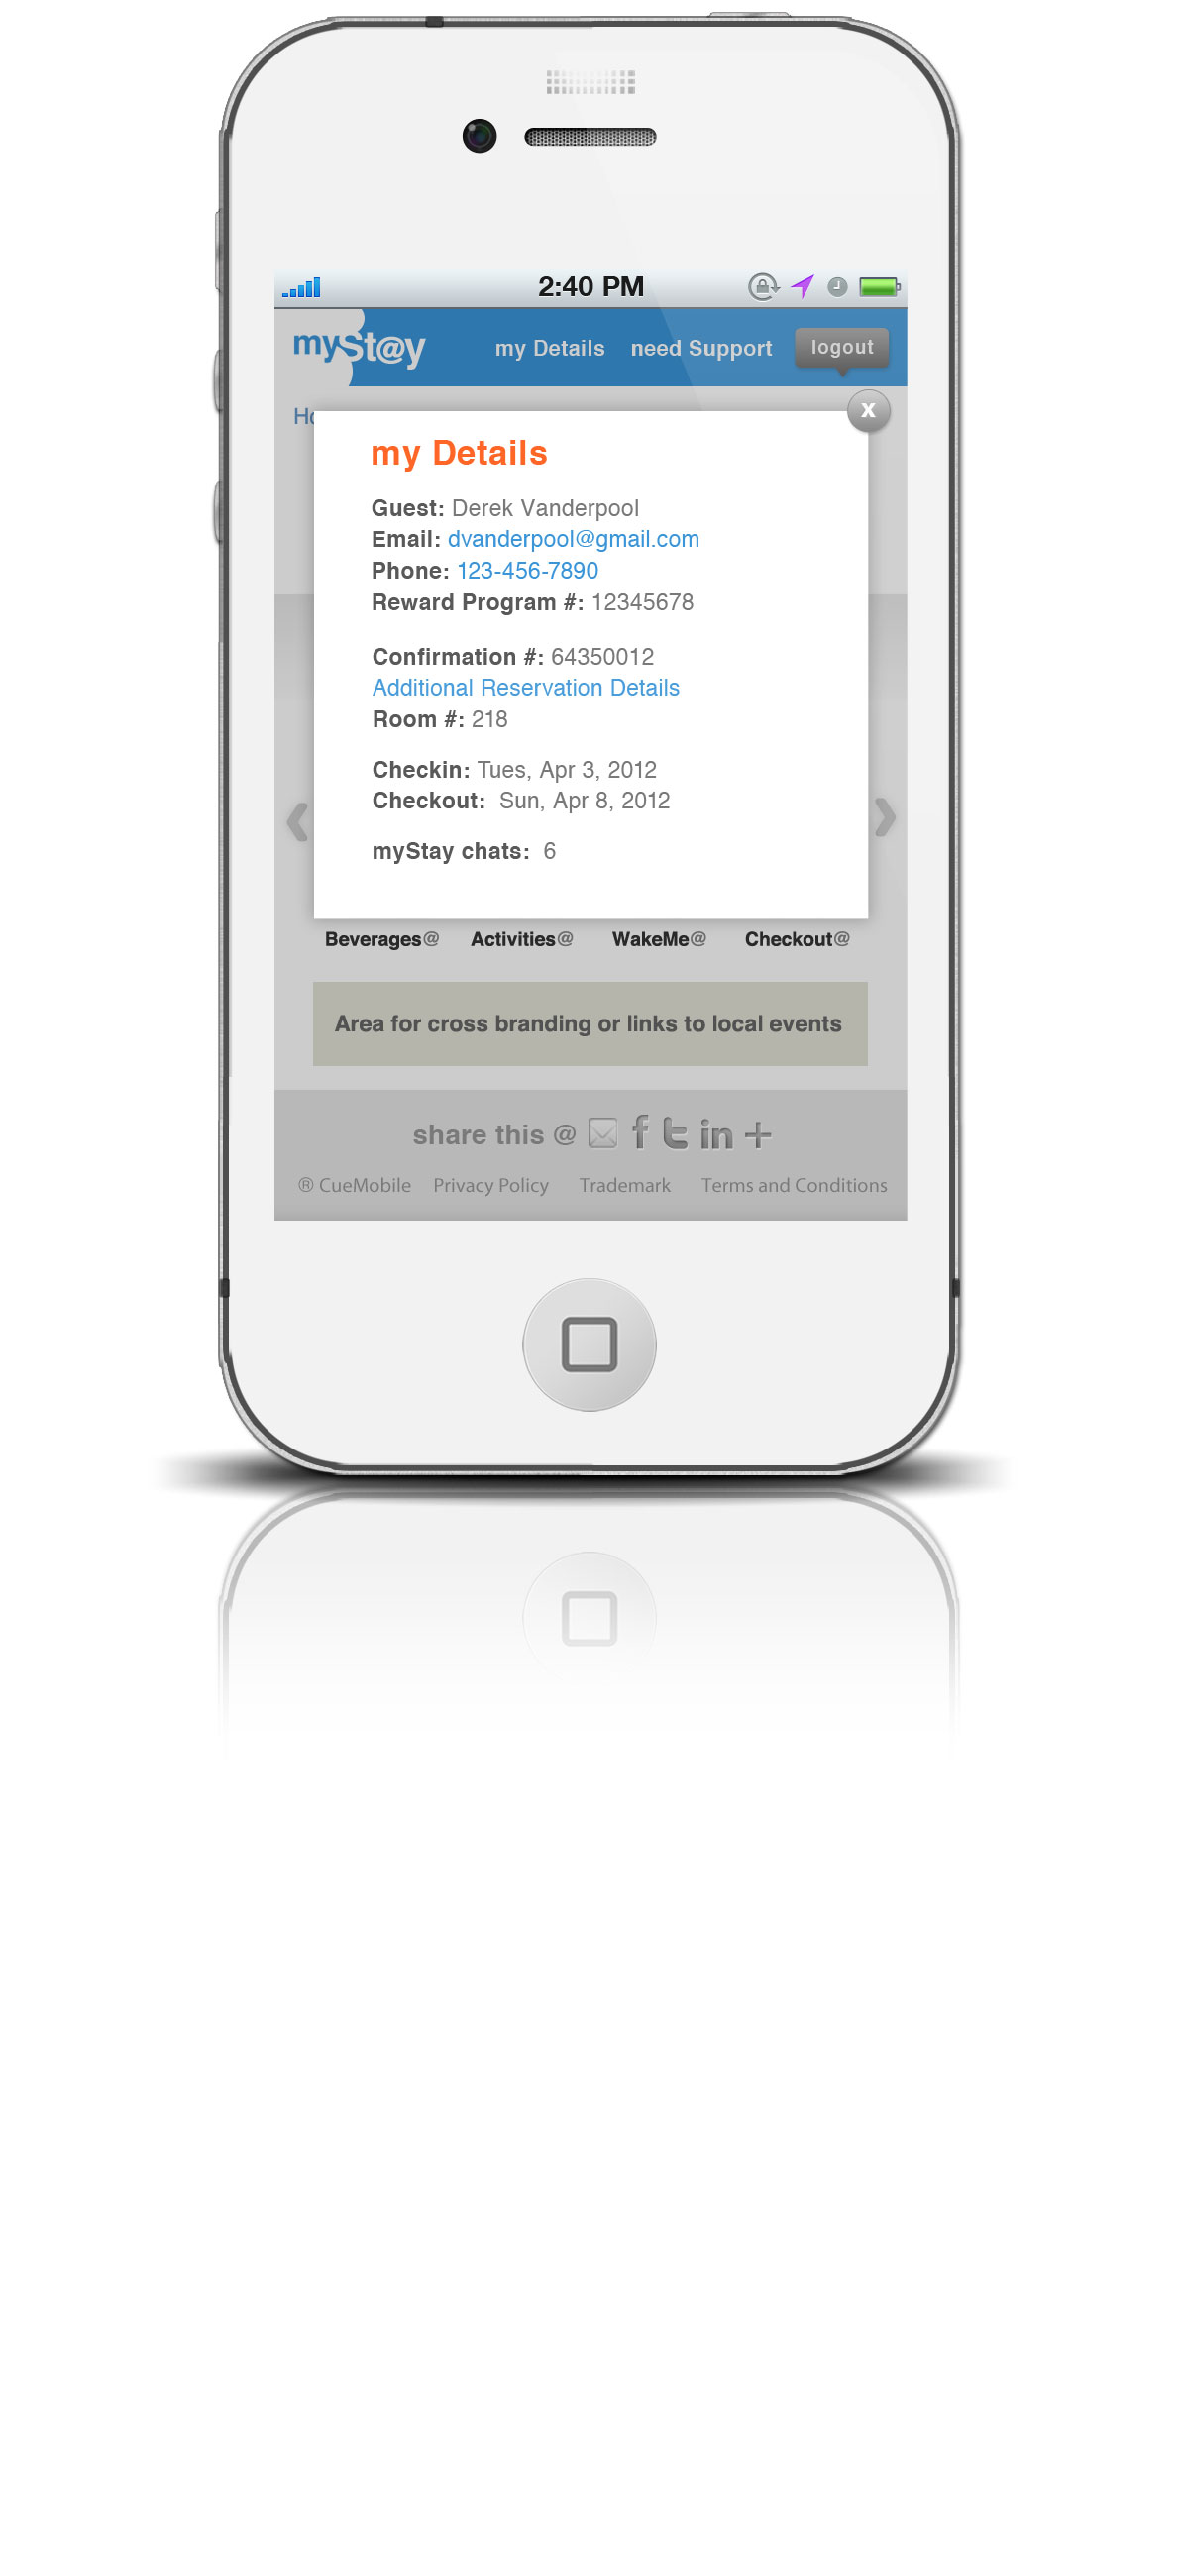 2:40 PM
mySt@y
my Details need Support logout
x
my Details
Guest: Derek Vanderpool
Email: dvanderpool@gmail.com
Phone: 123-456-7890
Reward Program #: 12345678
Confirmation #: 64350012
Additional Reservation Details
Room #: 218
Checkin: Tues, Apr 3, 2012
Checkout: Sun, Apr 8, 2012
myStay chats: 6
Beverages@ Activities@ WakeMe@ Checkout@
Area for cross branding or links to local events
share this @ f t in +
® CueMobile Privacy Policy Trademark Terms and Conditions